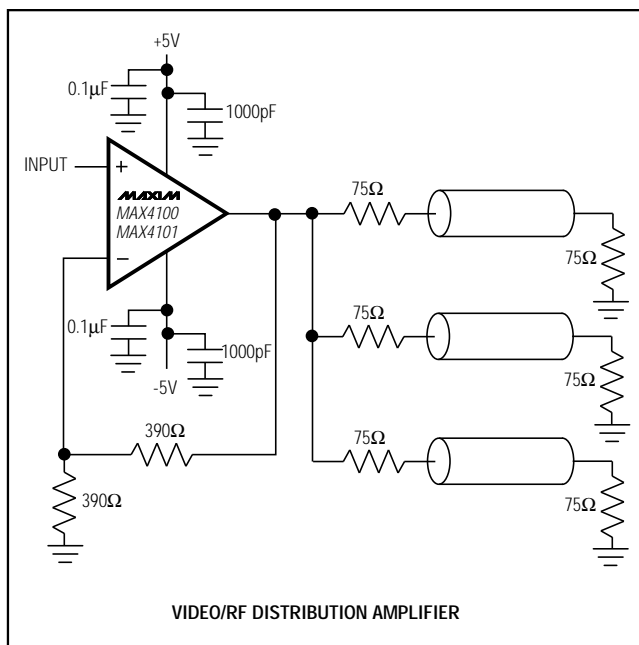 +5V
0.1µF
1000pF
INPUT
+
MAXIM
MAX4100
MAX4101
−
75Ω
75Ω
75Ω
75Ω
0.1µF
1000pF
-5V
75Ω
75Ω
390Ω
390Ω
VIDEO/RF DISTRIBUTION AMPLIFIER